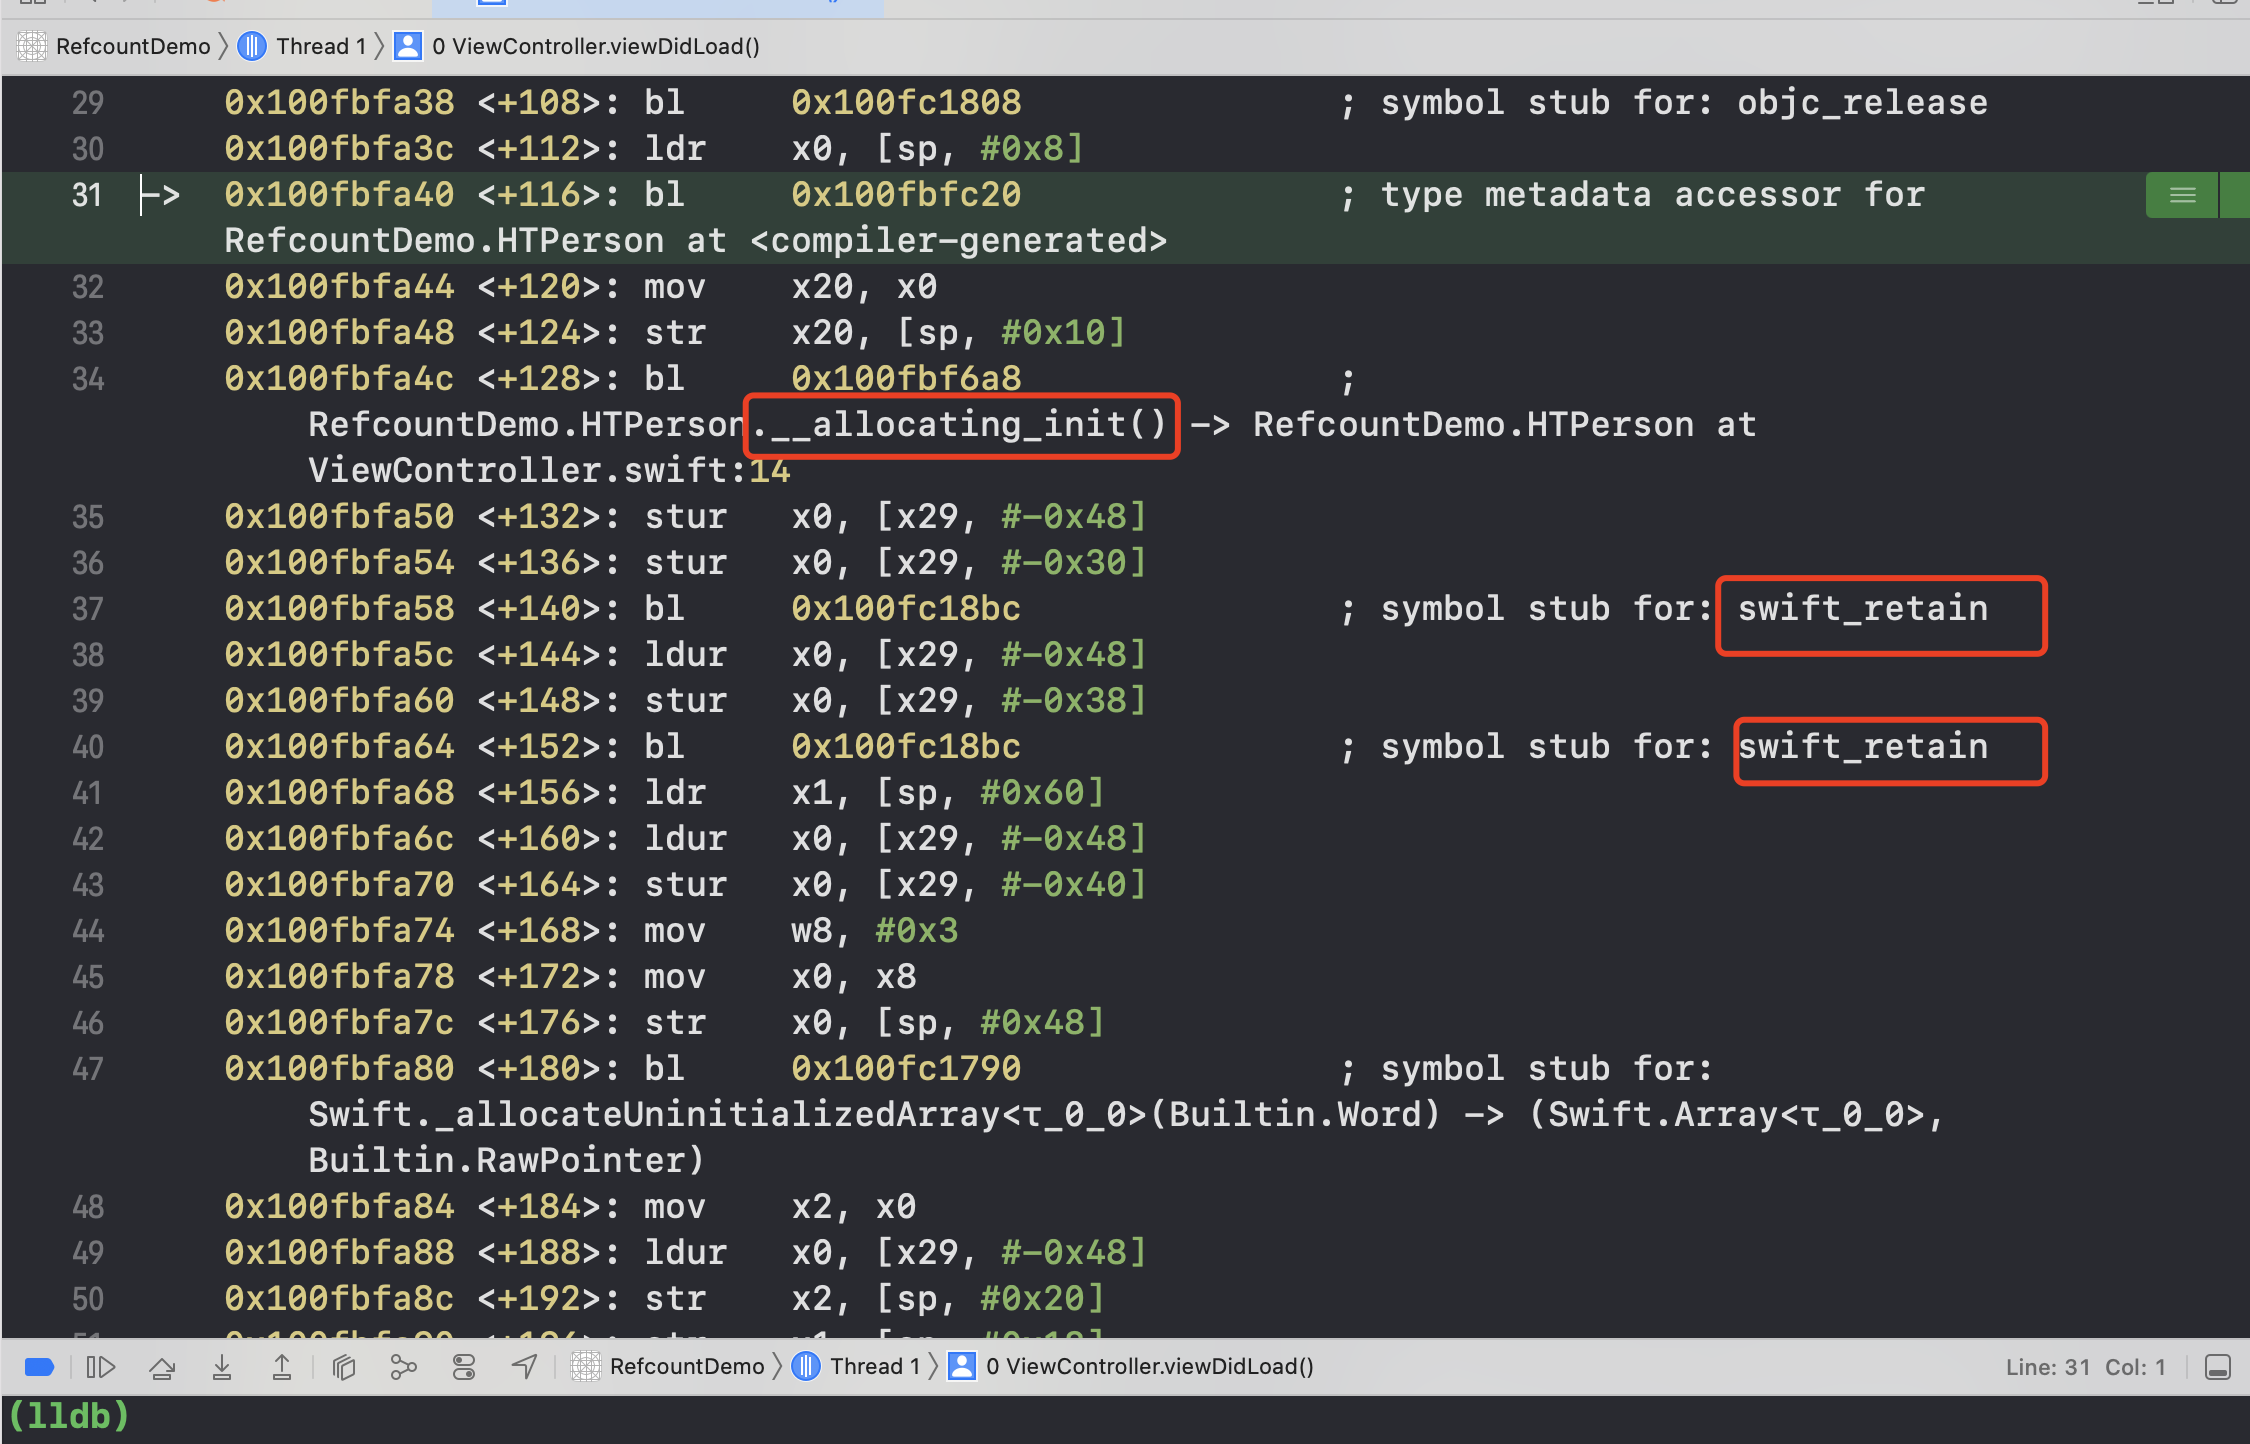 RefcountDemo Thread 1 0 ViewController.viewDidLoad()
29 0x100fbfa38 <+108>: bl 0x100fc1808 ; symbol stub for: objc_release
30 0x100fbfa3c <+112>: ldr x0, [sp, #0x8]
31 -> 0x100fbfa40 <+116>: bl 0x100fbfc20 ; type metadata accessor for
RefcountDemo.HTPerson at <compiler-generated>
32 0x100fbfa44 <+120>: mov x20, x0
33 0x100fbfa48 <+124>: str x20, [sp, #0x10]
34 0x100fbfa4c <+128>: bl 0x100fbf6a8 ;
RefcountDemo.HTPerson.__allocating_init() -> RefcountDemo.HTPerson at
ViewController.swift:14
35 0x100fbfa50 <+132>: stur x0, [x29, #-0x48]
36 0x100fbfa54 <+136>: stur x0, [x29, #-0x30]
37 0x100fbfa58 <+140>: bl 0x100fc18bc ; symbol stub for: swift_retain
38 0x100fbfa5c <+144>: ldur x0, [x29, #-0x48]
39 0x100fbfa60 <+148>: stur x0, [x29, #-0x38]
40 0x100fbfa64 <+152>: bl 0x100fc18bc ; symbol stub for: swift_retain
41 0x100fbfa68 <+156>: ldr x1, [sp, #0x60]
42 0x100fbfa6c <+160>: ldur x0, [x29, #-0x48]
43 0x100fbfa70 <+164>: stur x0, [x29, #-0x40]
44 0x100fbfa74 <+168>: mov w8, #0x3
45 0x100fbfa78 <+172>: mov x0, x8
46 0x100fbfa7c <+176>: str x0, [sp, #0x48]
47 0x100fbfa80 <+180>: bl 0x100fc1790 ; symbol stub for:
Swift._allocateUninitializedArray<τ_0_0>(Builtin.Word) -> (Swift.Array<τ_0_0>,
Builtin.RawPointer)
48 0x100fbfa84 <+184>: mov x2, x0
49 0x100fbfa88 <+188>: ldur x0, [x29, #-0x48]
50 0x100fbfa8c <+192>: str x2, [sp, #0x20]
RefcountDemo Thread 1 0 ViewController.viewDidLoad() Line: 31 Col: 1
(lldb)